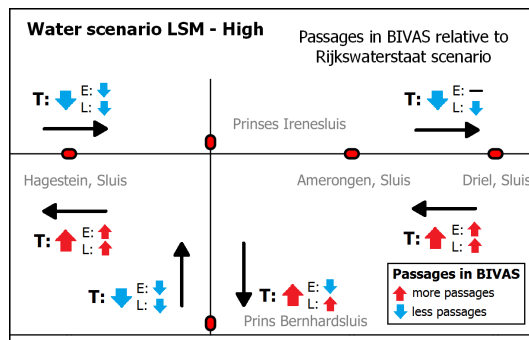 Water scenario LSM - High
Passages in BIVAS relative to
Rijkswaterstaat scenario
T: E: L:
T: E: — L:
Prinses Irenesluis
Hagestein, Sluis
Amerongen, Sluis
Driel, Sluis
T: E: L:
T: E: L:
T: E: L:
T: E: L:
Prins Bernhardsluis
Passages in BIVAS
more passages
less passages